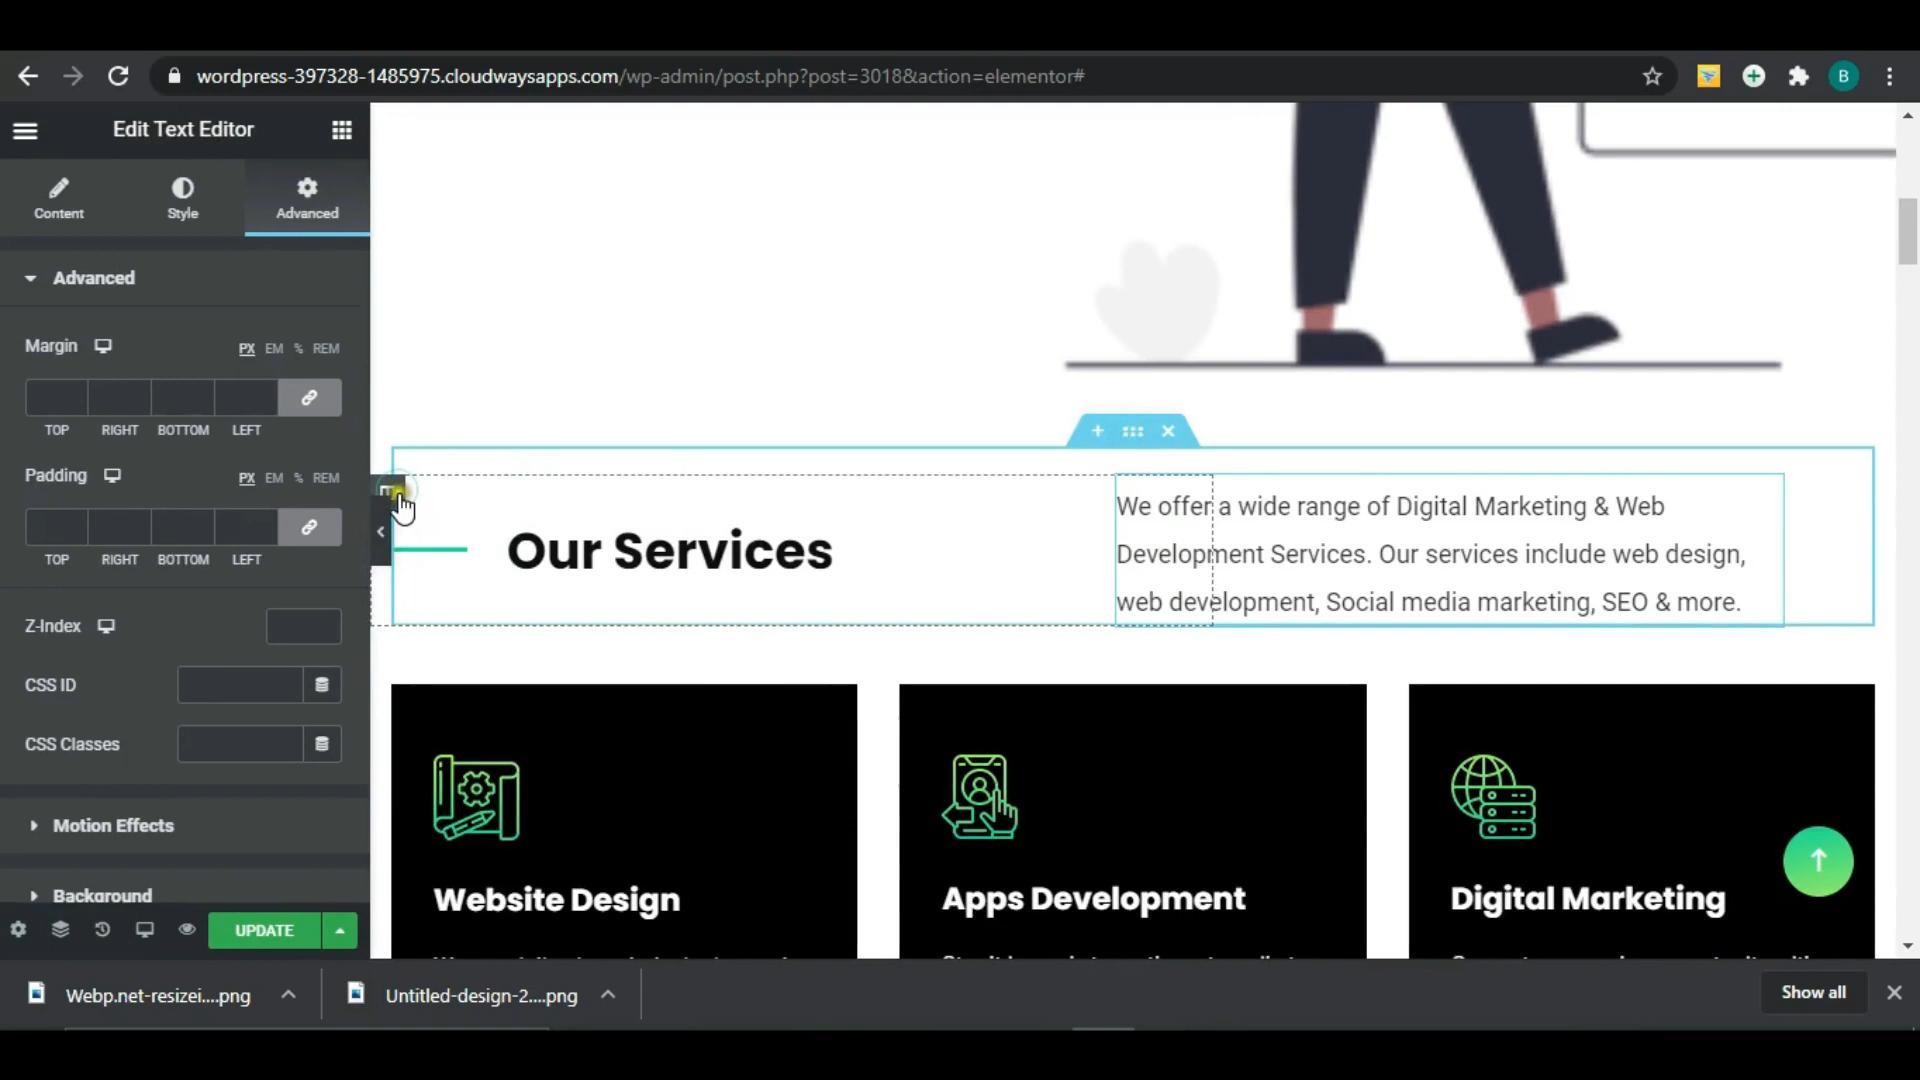 wordpress-397328-1485975.cloudwaysapps.com/wp-admin/post.php?post=3018&action=elementor#
B
Edit Text Editor
Content
Style
Advanced
Advanced
Margin
PX EM % REM
TOP RIGHT BOTTOM LEFT
Padding
PX EM % REM
TOP RIGHT BOTTOM LEFT
Z-Index
CSS ID
CSS Classes
Motion Effects
Background
UPDATE
Our Services
We offer a wide range of Digital Marketing & Web
Development Services. Our services include web design,
web development, Social media marketing, SEO & more.
Website Design
Apps Development
Digital Marketing
Webp.net-resizei....png
Untitled-design-2....png
Show all